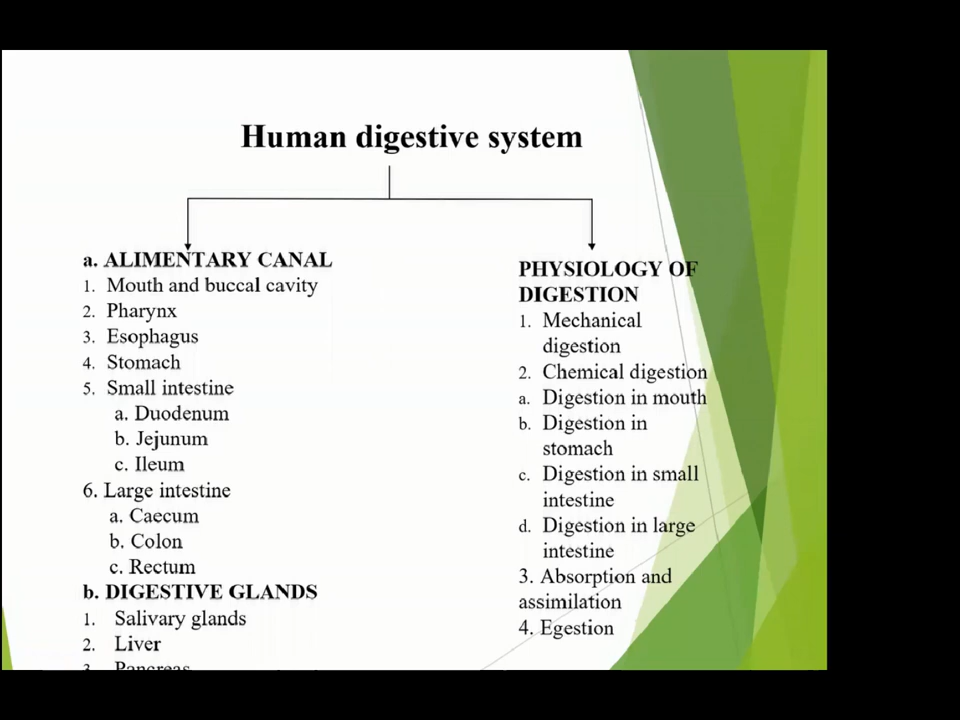 Human digestive system
a. ALIMENTARY CANAL
1. Mouth and buccal cavity
2. Pharynx
3. Esophagus
4. Stomach
5. Small intestine
a. Duodenum
b. Jejunum
c. Ileum
6. Large intestine
a. Caecum
b. Colon
c. Rectum
b. DIGESTIVE GLANDS
1. Salivary glands
2. Liver
3. Pancreas
PHYSIOLOGY OF
DIGESTION
1. Mechanical
digestion
2. Chemical digestion
a. Digestion in mouth
b. Digestion in
stomach
c. Digestion in small
intestine
d. Digestion in large
intestine
3. Absorption and
assimilation
4. Egestion